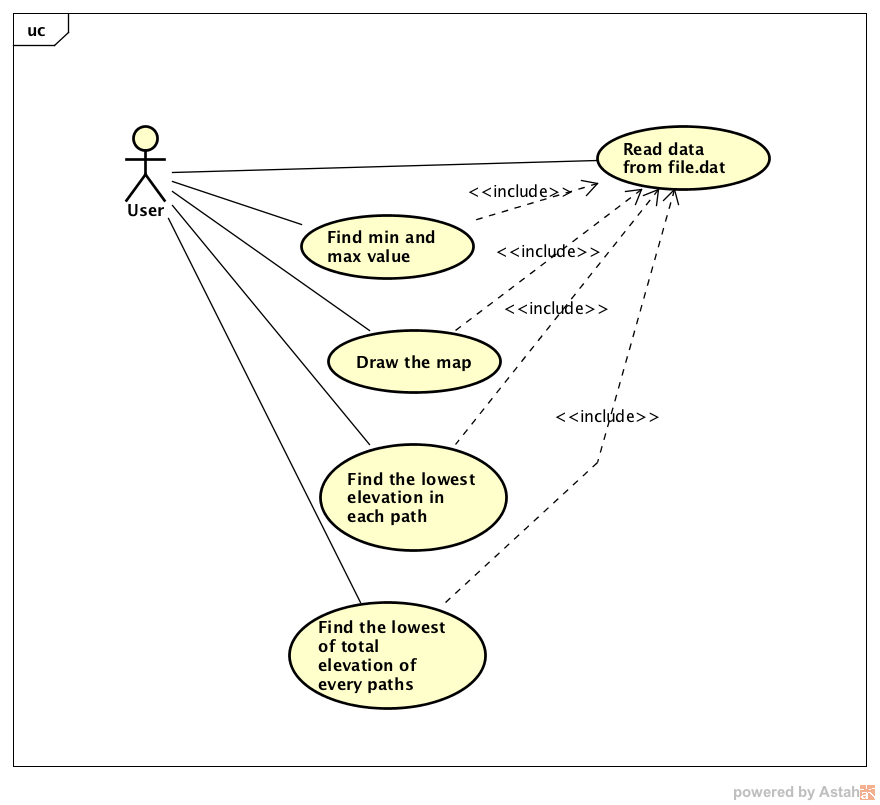 uc
Read data
from file.dat
<<include>>
User
Find min and
max value
<<include>>
<<include>>
Draw the map
<<include>>
Find the lowest
elevation in
each path
Find the lowest
of total
elevation of
every paths
powered by Astah